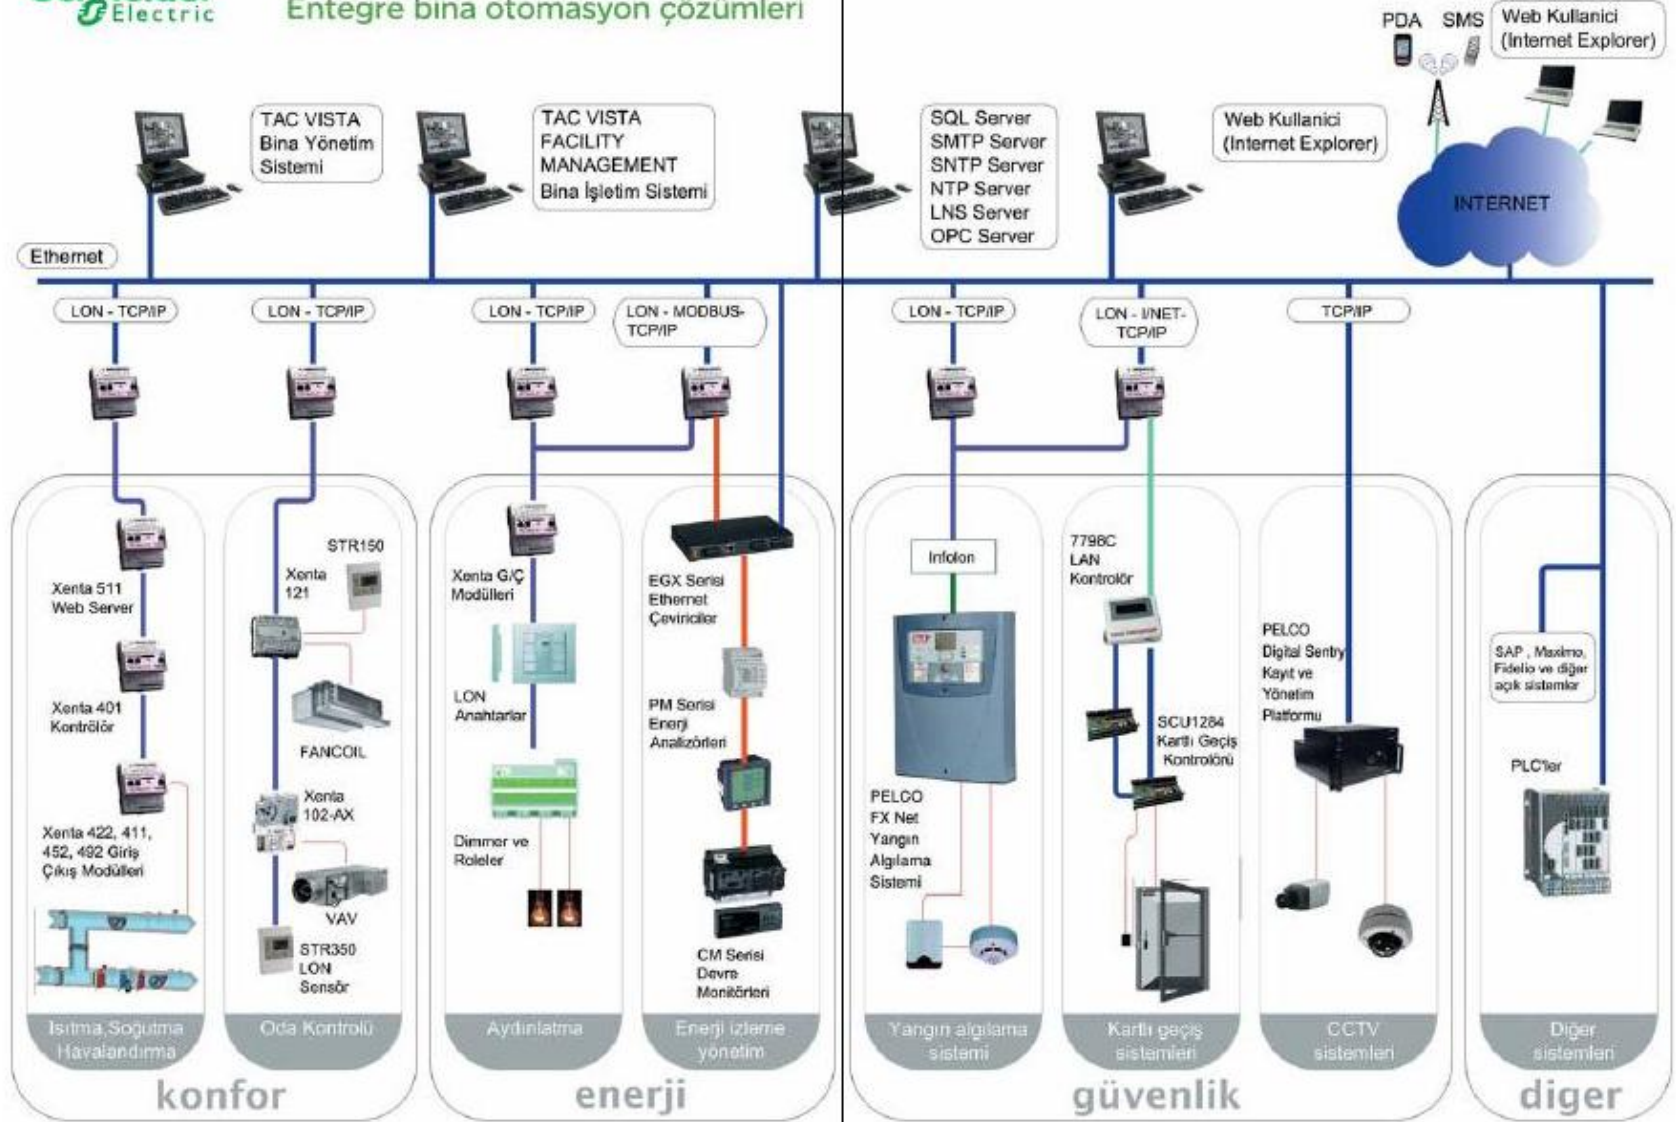 Electric
Entegre bina otomasyon çözümleri
PDA
SMS
Web Kullanici
(Internet Explorer)
TAC VISTA
Bina Yönetim
Sistemi
TAC VISTA
FACILITY
MANAGEMENT
Bina İşletim Sistemi
SQL Server
SMTP Server
SNTP Server
NTP Server
LNS Server
OPC Server
Web Kullanici
(Internet Explorer)
INTERNET
Ethernet
LON - TCP/IP
LON - TCP/IP
LON - TCP/IP
LON - MODBUS-
TCP/IP
LON - TCP/IP
LON - I/NET-
TCP/IP
TCP/IP
Xenta 511
Web Server
Xenta 401
Kontrölör
Xenta 422, 411,
452, 492 Giriş
Çıkış Modülleri
Isıtma,Soğutma
Havalandırma
STR150
Xenta
121
FANCOIL
Xenta
102-AX
VAV
STR350
LON
Sensör
Oda Kontrolü
konfor
Xenta G/Ç
Modülleri
LON
Anahtarlar
Dimmer ve
Roleler
Aydınlatma
EGX Serisi
Ethernet
Çeviriciler
PM Serisi
Enerji
Analizörleri
CM Serisi
Devre
Monitörleri
Enerji izleme
yönetim
enerji
Infolon
PELCO
FX Net
Yangın
Algılama
Sistemi
Yangın algılama
sistemi
7798C
LAN
Kontrolör
SCU1284
Kartlı Geçiş
Kontrolörü
Kartlı geçiş
sistemleri
PELCO
Digital Sentry
Kayıt ve
Yönetim
Platformu
CCTV
sistemleri
güvenlik
SAP , Maximo,
Fidelio ve diğer
açık sistemler
PLC'ler
Diğer
sistemleri
diger